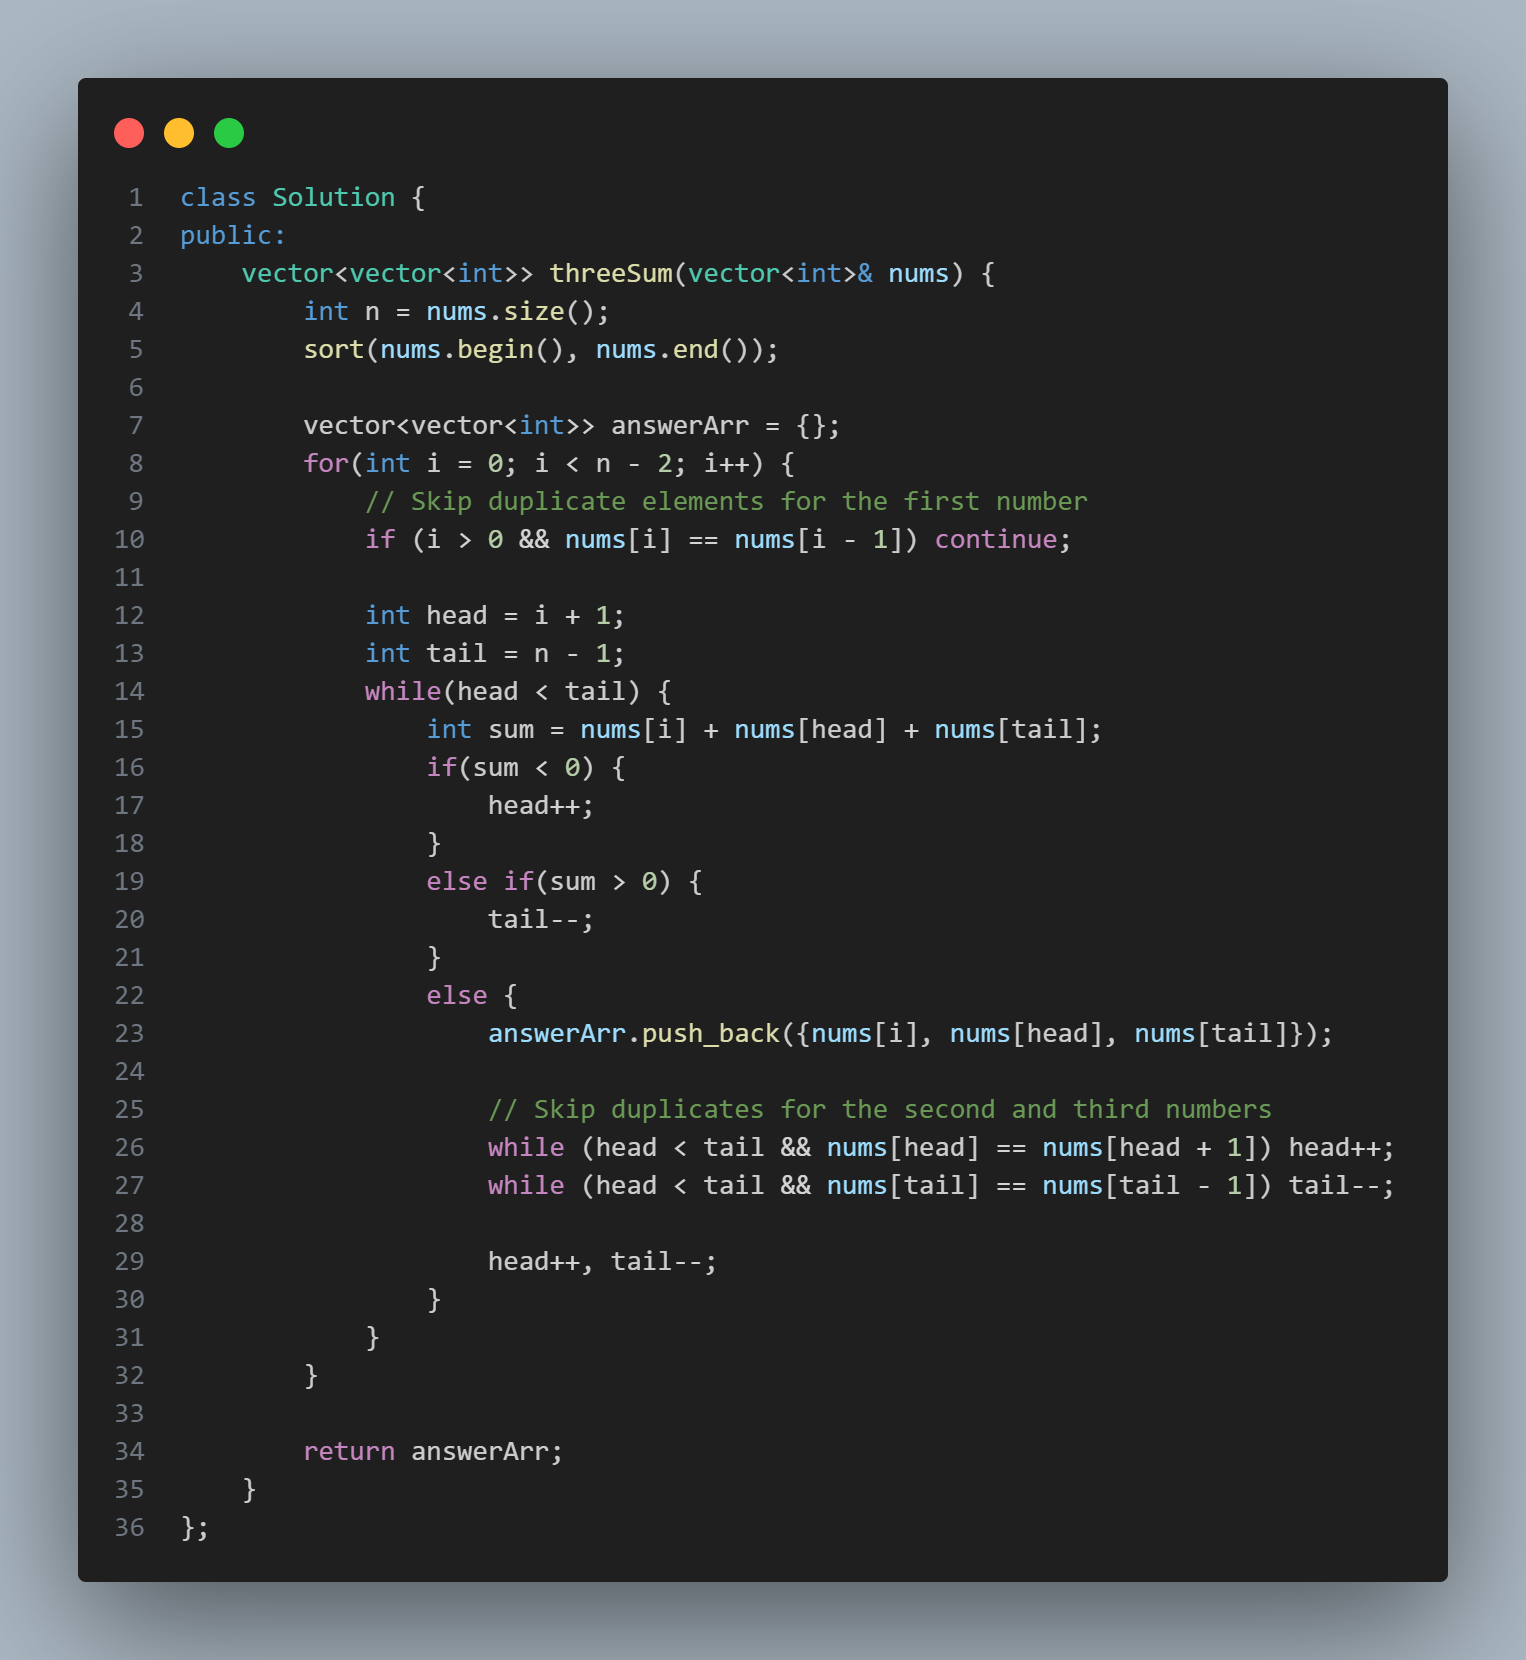 1 class Solution {
2 public:
3     vector<vector<int>> threeSum(vector<int>& nums) {
4         int n = nums.size();
5         sort(nums.begin(), nums.end());
6
7         vector<vector<int>> answerArr = {};
8         for(int i = 0; i < n - 2; i++) {
9             // Skip duplicate elements for the first number
10             if (i > 0 && nums[i] == nums[i - 1]) continue;
11
12             int head = i + 1;
13             int tail = n - 1;
14             while(head < tail) {
15                 int sum = nums[i] + nums[head] + nums[tail];
16                 if(sum < 0) {
17                     head++;
18                 }
19                 else if(sum > 0) {
20                     tail--;
21                 }
22                 else {
23                     answerArr.push_back({nums[i], nums[head], nums[tail]});
24
25                     // Skip duplicates for the second and third numbers
26                     while (head < tail && nums[head] == nums[head + 1]) head++;
27                     while (head < tail && nums[tail] == nums[tail - 1]) tail--;
28
29                     head++, tail--;
30                 }
31             }
32         }
33
34         return answerArr;
35     }
36 };